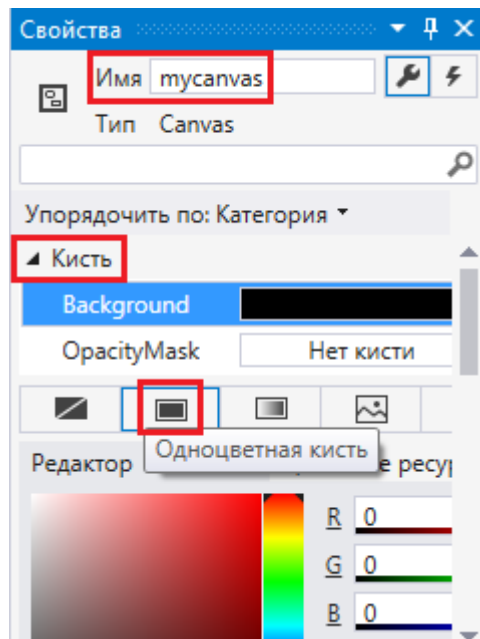 Свойства
Имя mycanvas
Тип Canvas
Упорядочить по: Категория
Кисть
Background
OpacityMask Нет кисти
Одноцветная кисть
Редактор е ресур
R 0
G 0
B 0